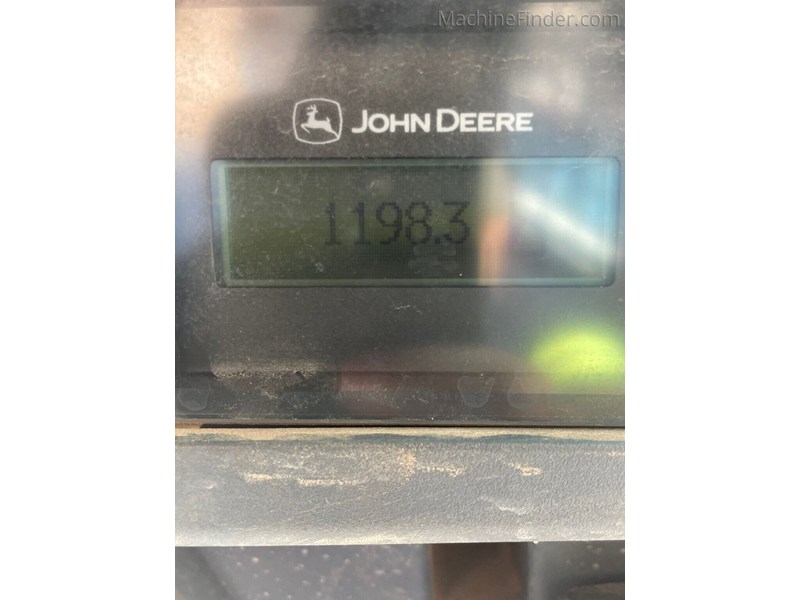 MachineFinder.com
JOHN DEERE
1198.3